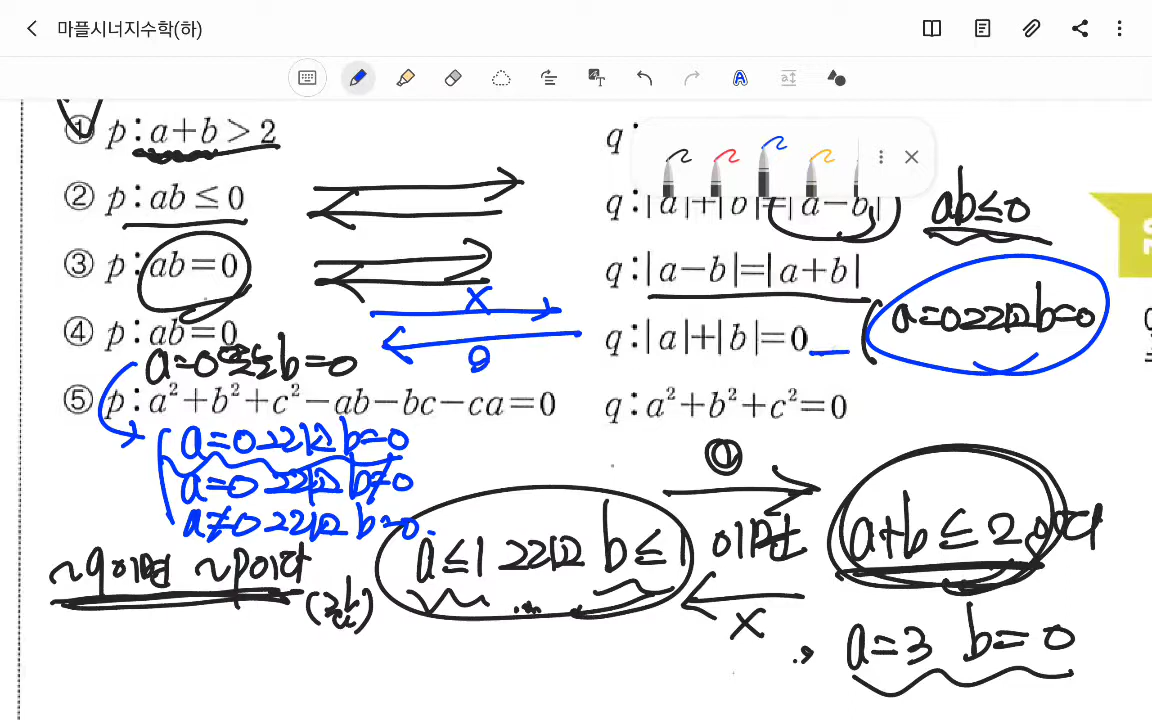 마플시너지수학(하)
① p : a+b > 2 q :
② p : ab ≤ 0 q : |a|+|b|=|a−b| ab≤0
③ p : ab=0 q : |a−b|=|a+b|
a=0그리고b=0
④ p : ab=0 X q : |a|+|b|=0
O
a=0또는b=0
⑤ p : a²+b²+c²−ab−bc−ca=0 q : a²+b²+c²=0
a=0그리고 b=0
a=0 그리고 b≠0
a≠0 그리고 b=0.
~q이면 ~p이다
a≤1 그리고 b≤1 이면 a+b ≤ 2이다
X
a=3 b=0